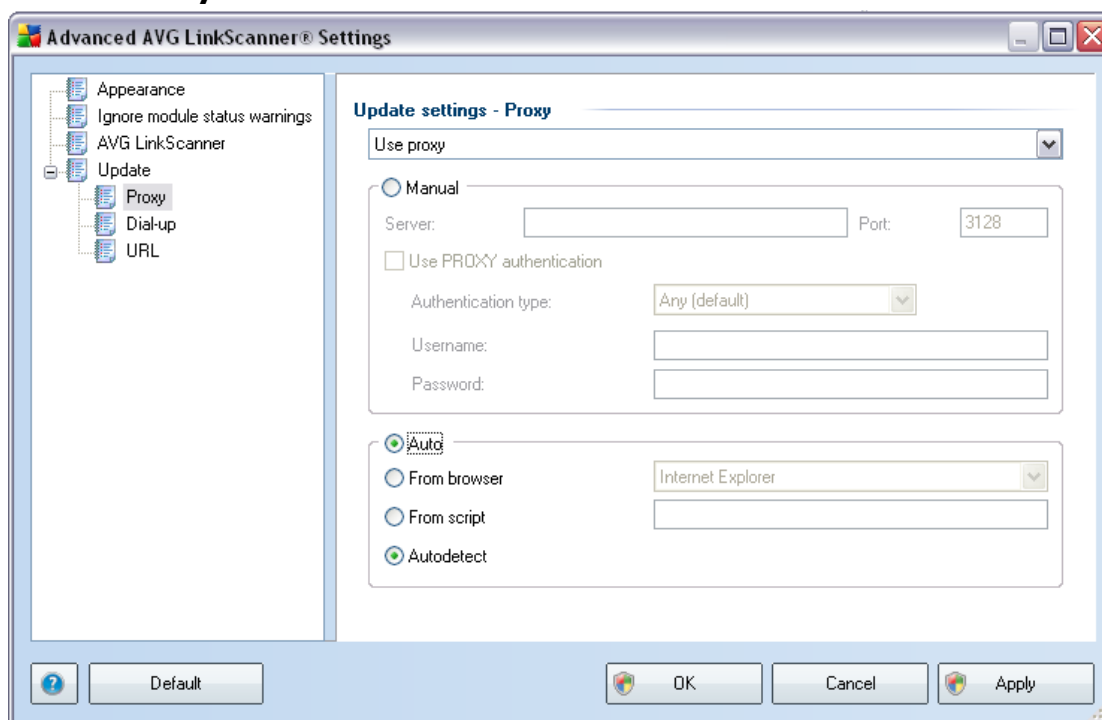 Advanced AVG LinkScanner® Settings
Appearance
Ignore module status warnings
AVG LinkScanner
Update
Proxy
Dial-up
URL
Update settings - Proxy
Use proxy
Manual
Server: Port: 3128
Use PROXY authentication
Authentication type: Any (default)
Username:
Password:
Auto
From browser Internet Explorer
From script
Autodetect
? Default OK Cancel Apply